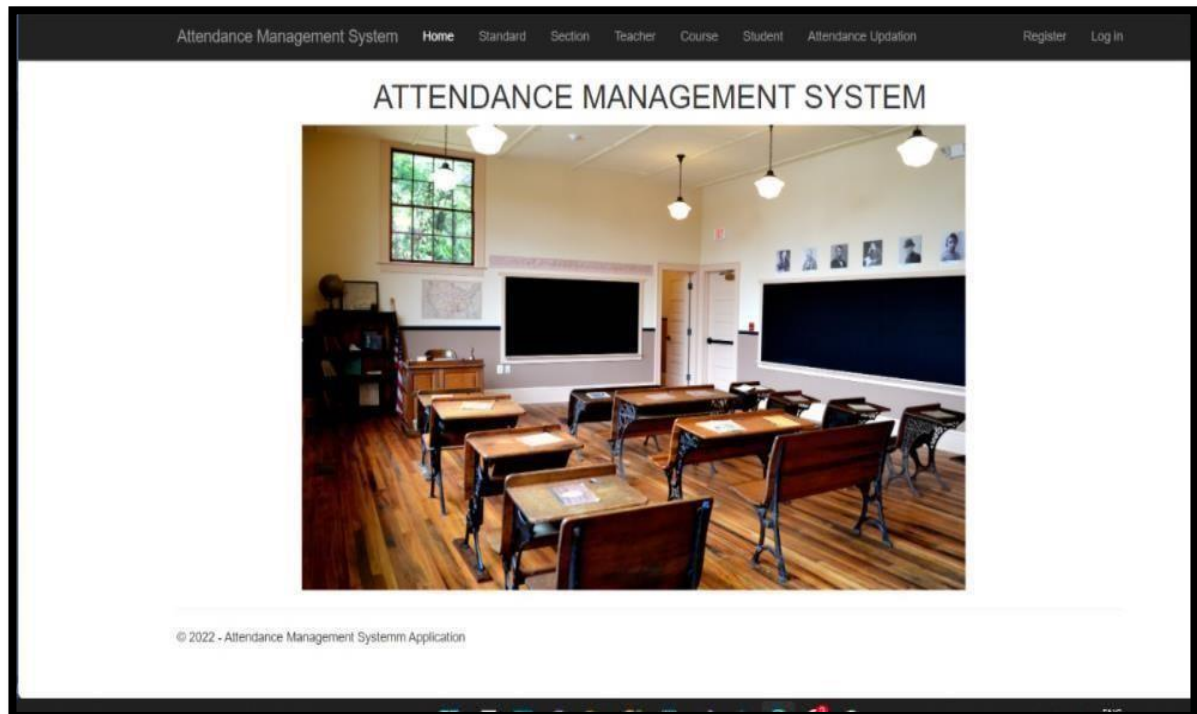 Attendance Management System Home Standard Section Teacher Course Student Attendance Updation Register Log in
ATTENDANCE MANAGEMENT SYSTEM
© 2022 - Attendance Management Systemm Application